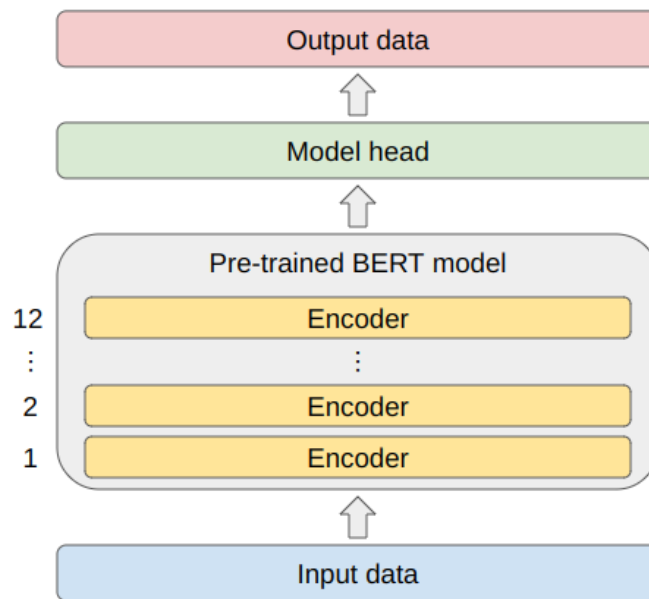 Output data
Model head
Pre-trained BERT model
12 Encoder
⋮ ⋮
2 Encoder
1 Encoder
Input data